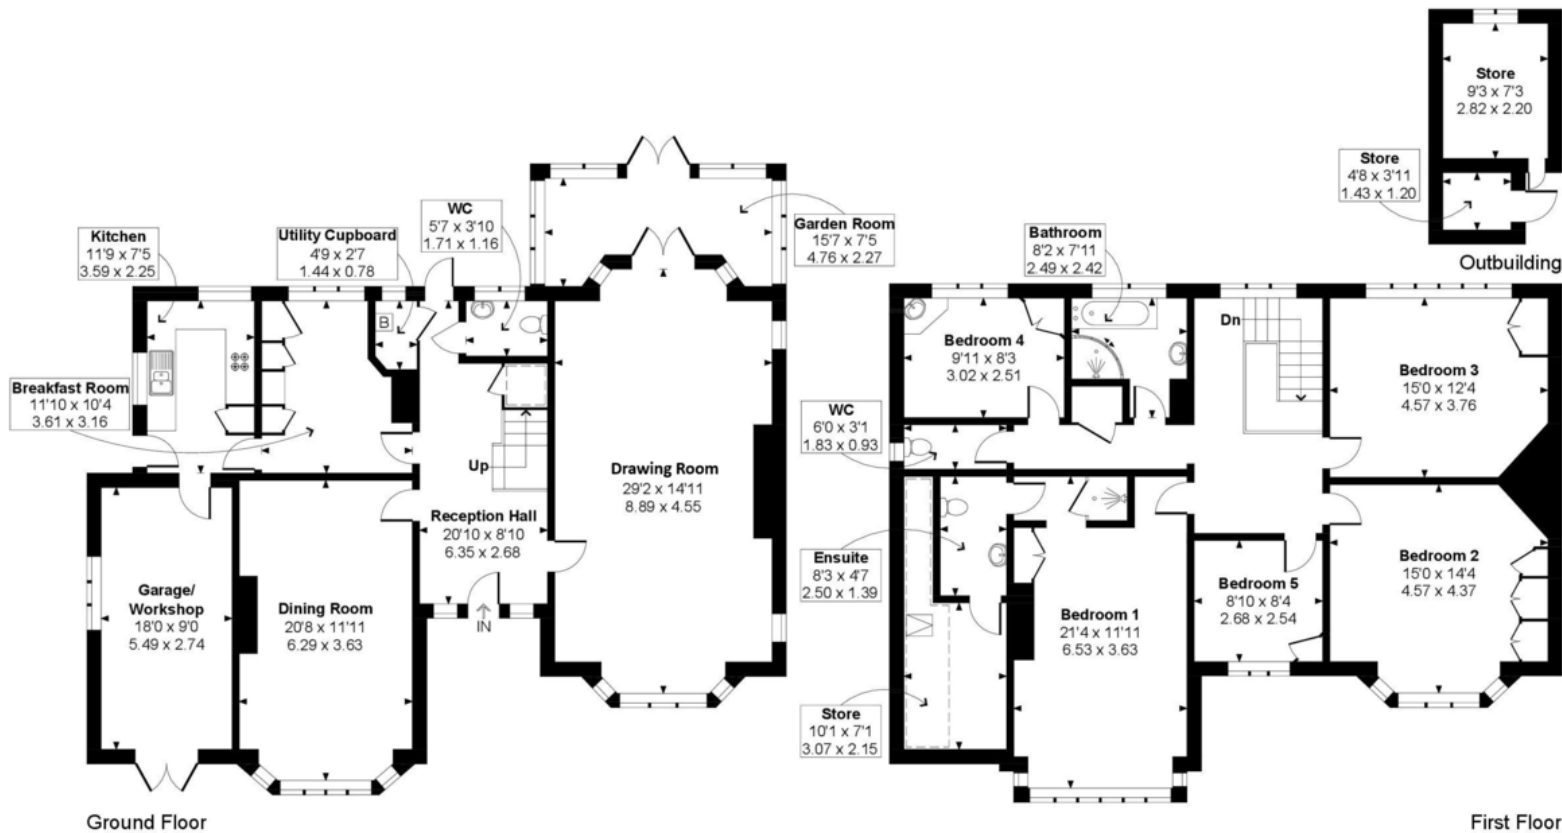 Kitchen
11'9 x 7'5
3.59 x 2.25
Utility Cupboard
4'9 x 2'7
1.44 x 0.78
WC
5'7 x 3'10
1.71 x 1.16
Garden Room
15'7 x 7'5
4.76 x 2.27
B
Breakfast Room
11'10 x 10'4
3.61 x 3.16
Up
Drawing Room
29'2 x 14'11
8.89 x 4.55
Reception Hall
20'10 x 8'10
6.35 x 2.68
IN
Garage/
Workshop
18'0 x 9'0
5.49 x 2.74
Dining Room
20'8 x 11'11
6.29 x 3.63
Ground Floor
Store
9'3 x 7'3
2.82 x 2.20
Store
4'8 x 3'11
1.43 x 1.20
Outbuilding
Bathroom
8'2 x 7'11
2.49 x 2.42
Dn
Bedroom 4
9'11 x 8'3
3.02 x 2.51
Bedroom 3
15'0 x 12'4
4.57 x 3.76
WC
6'0 x 3'1
1.83 x 0.93
Ensuite
8'3 x 4'7
2.50 x 1.39
Bedroom 2
15'0 x 14'4
4.57 x 4.37
Bedroom 5
8'10 x 8'4
2.68 x 2.54
Bedroom 1
21'4 x 11'11
6.53 x 3.63
Store
10'1 x 7'1
3.07 x 2.15
First Floor